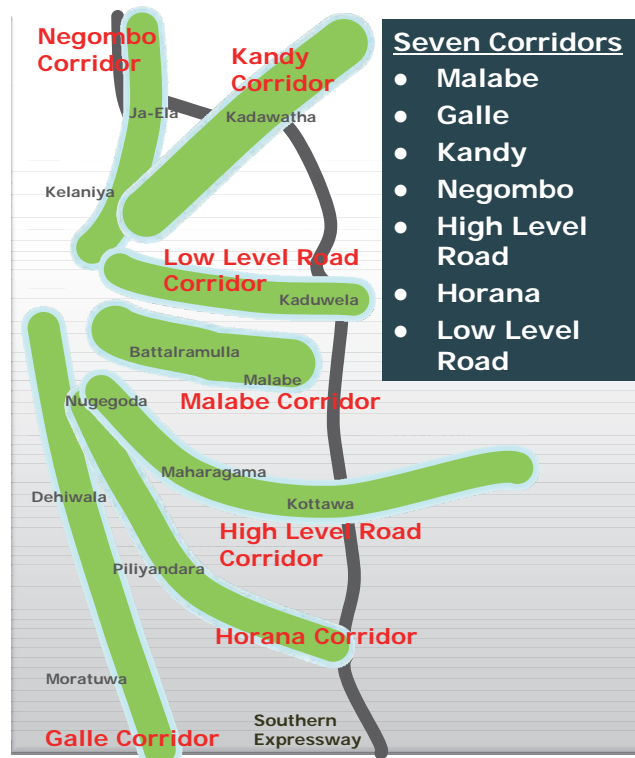 Negombo
Corridor
Kandy
Corridor
Ja-Ela
Kadawatha
Kelaniya
Low Level Road
Corridor
Kaduwela
Battalramulla
Malabe
Malabe Corridor
Nugegoda
Maharagama
Dehiwala
Kottawa
High Level Road
Corridor
Piliyandara
Horana Corridor
Moratuwa
Southern
Expressway
Galle Corridor
Seven Corridors
● Malabe
● Galle
● Kandy
● Negombo
● High Level
Road
● Horana
● Low Level
Road